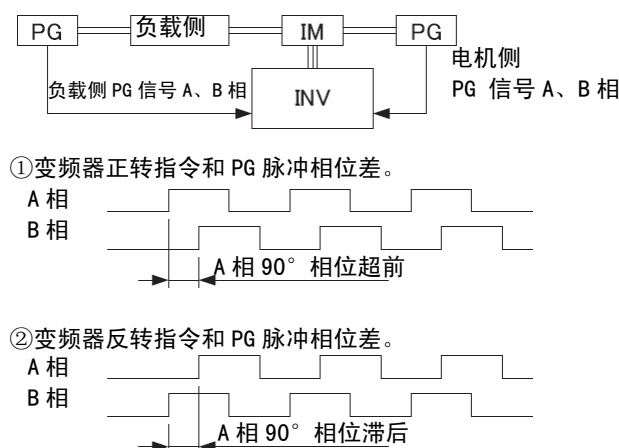 PG 负载侧 IM PG
电机侧
负载侧 PG 信号 A、B 相 INV PG 信号 A、B 相
①变频器正转指令和 PG 脉冲相位差。
A 相
B 相
A 相 90° 相位超前
②变频器反转指令和 PG 脉冲相位差。
A 相
B 相
A 相 90° 相位滞后